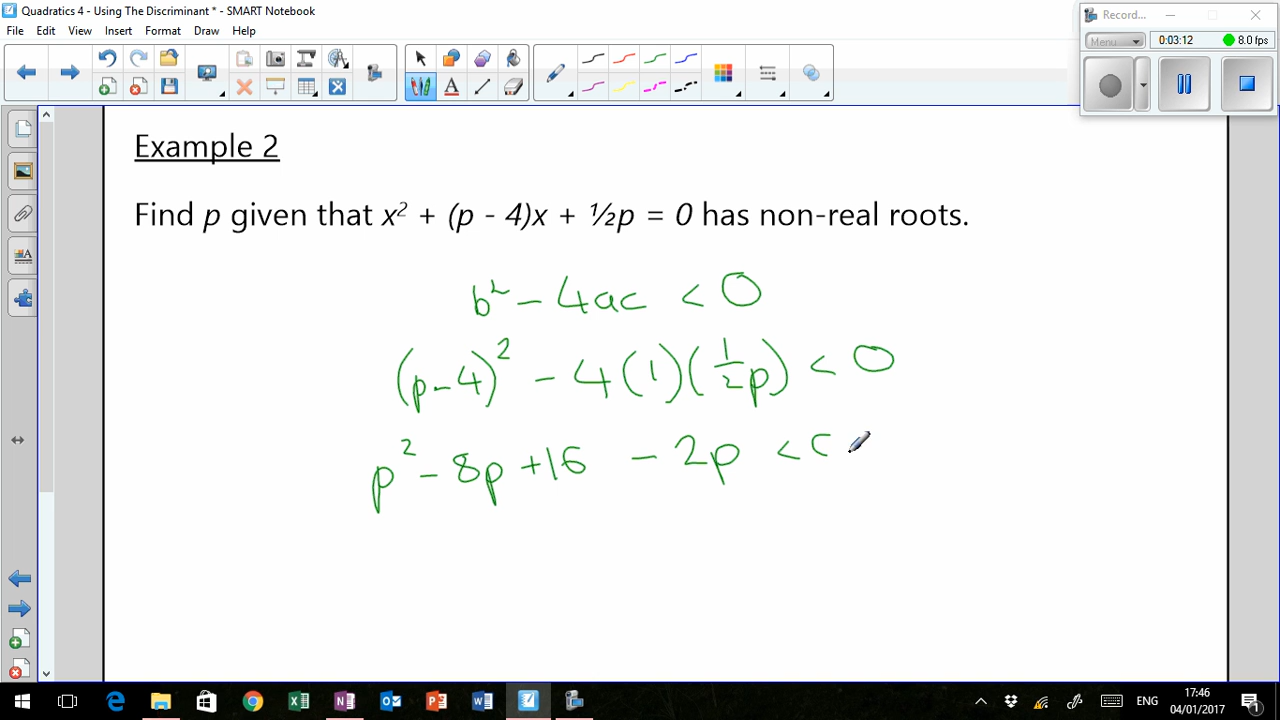 Quadratics 4 - Using The Discriminant * - SMART Notebook
Record...
File Edit View Insert Format Draw Help
Menu 0:03:12 8.0 fps
Example 2
Find p given that x² + (p - 4)x + ½p = 0 has non-real roots.
b² - 4ac < 0
(p-4)² - 4(1)(1/2p) < 0
p² - 8p +16 - 2p <
ENG
17:46
04/01/2017